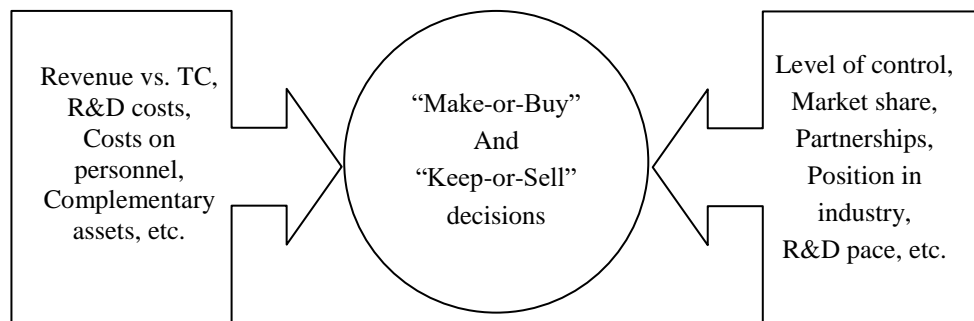 Revenue vs. TC,
R&D costs,
Costs on
personnel,
Complementary
assets, etc.
“Make-or-Buy”
And
“Keep-or-Sell”
decisions
Level of control,
Market share,
Partnerships,
Position in
industry,
R&D pace, etc.